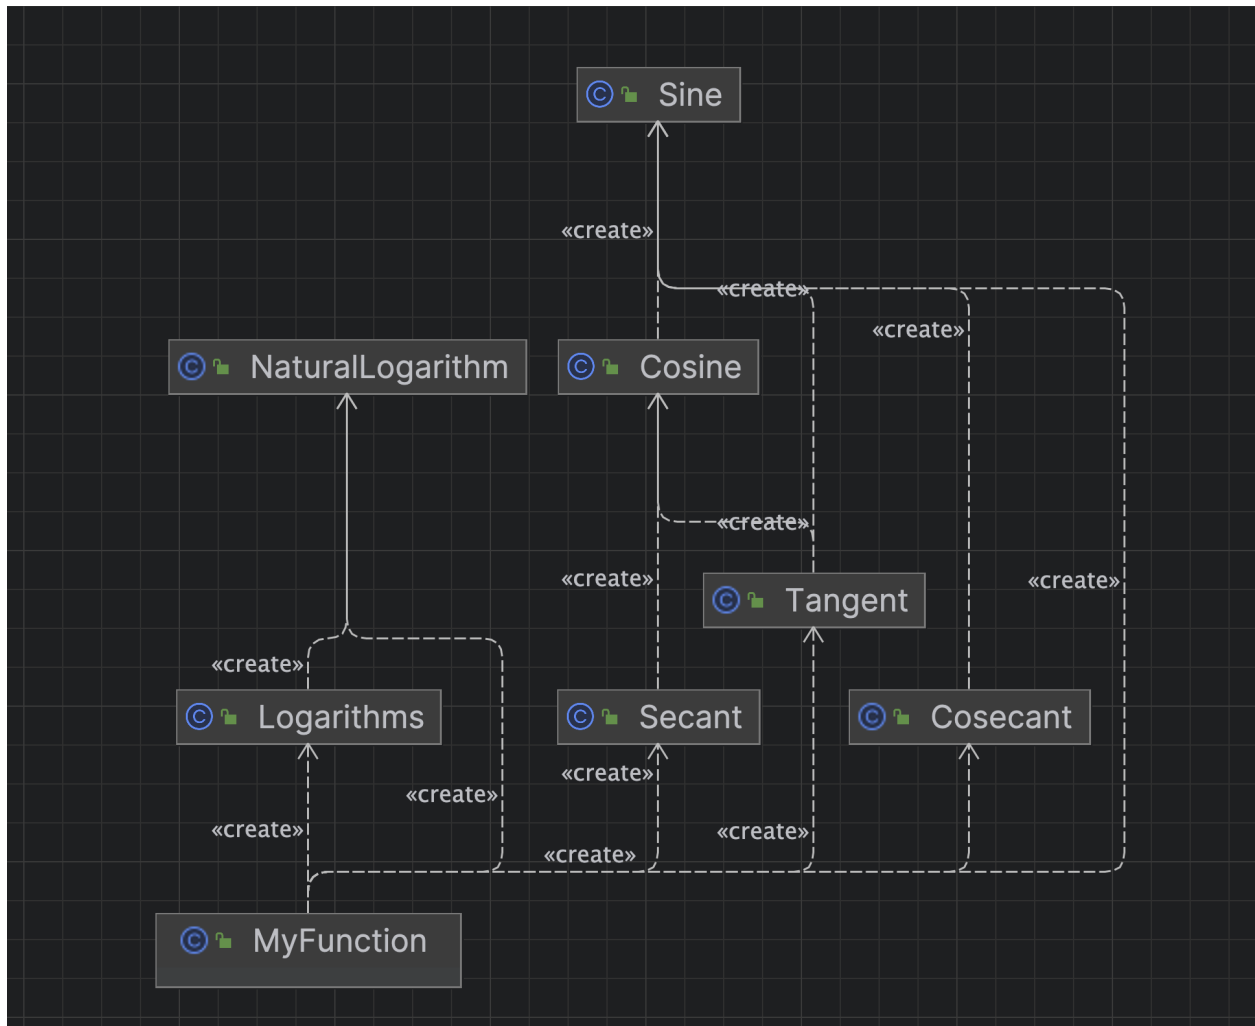 C Sine
«create»
«create»
«create»
C NaturalLogarithm
C Cosine
«create»
«create»
«create»
C Tangent
«create»
C Logarithms
C Secant
C Cosecant
«create»
«create»
«create»
«create»
«create»
C MyFunction